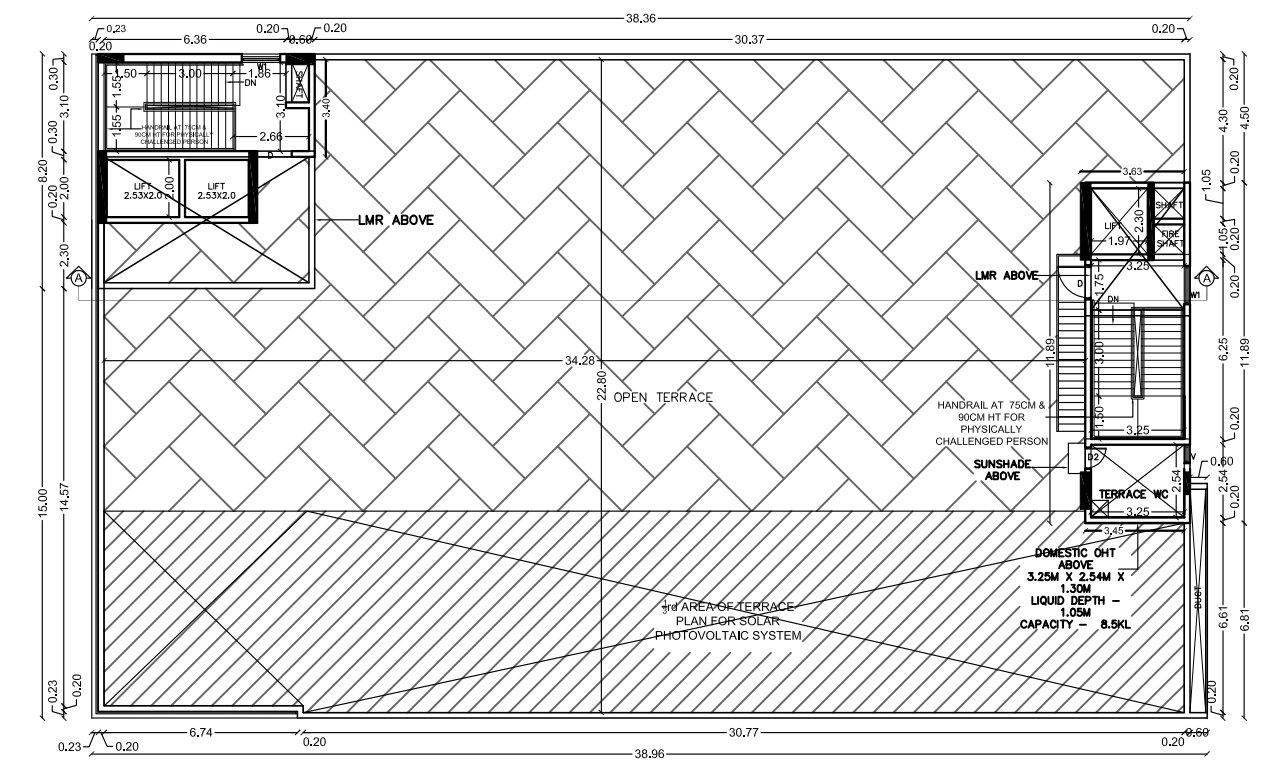 38.36
0.23
0.20
0.20
0.20
0.20
6.36
0.60
30.37
0.20
W1
1.50
3.00
1.86
DN
SHAFT
0.30
3.10
0.30
1.55
1.55
3.10
3.40
HANDRAIL AT 75CM &
90CM HT FOR PHYSICALLY
CHALLENGED PERSON
2.66
D
8.20
2.00
0.20
2.30
LIFT
2.53X2.0
2.00
LIFT
2.53X2.0
LMR ABOVE
A
0.20
4.30
4.50
0.20
3.63
1.05
SHAFT
LIFT
2.30
1.97
FIRE
SHAFT
0.20
1.05
0.20
3.25
LMR ABOVE
D
1.75
DN
W1
A
34.28
22.80
OPEN TERRACE
11.89
3.00
1.50
3.25
6.25
11.89
HANDRAIL AT 75CM &
90CM HT FOR
PHYSICALLY
CHALLENGED PERSON
0.20
SUNSHADE
ABOVE
D2
V
2.54
0.60
2.54
TERRACE WC
3.25
0.20
3.45
15.00
14.57
DOMESTIC OHT
ABOVE
3.25M X 2.54M X
1.30M
LIQUID DEPTH -
1.05M
CAPACITY - 8.5KL
1/3rd AREA OF TERRACE
PLAN FOR SOLAR
PHOTOVOLTAIC SYSTEM
DUCT
6.61
6.81
0.23
0.20
0.20
6.74
30.77
0.60
0.23
0.20
0.20
0.20
38.96